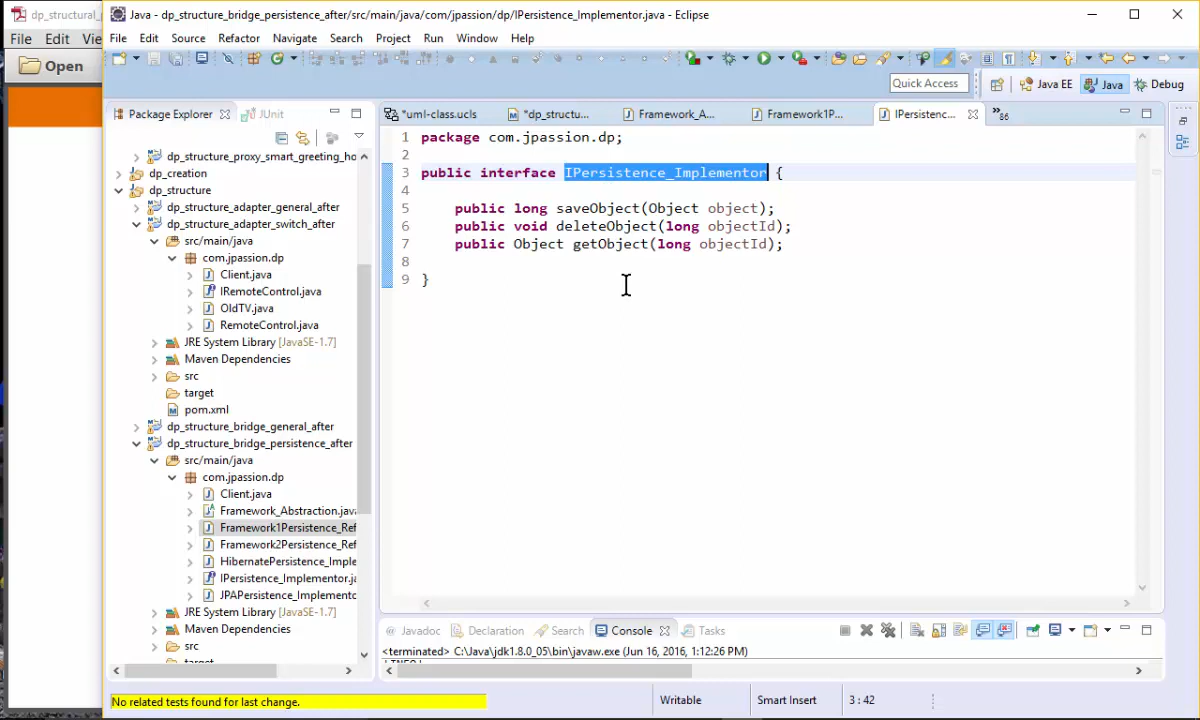 dp_structural_
File Edit Vie
Open
Java - dp_structure_bridge_persistence_after/src/main/java/com/jpassion/dp/IPersistence_Implementor.java - Eclipse
File Edit Source Refactor Navigate Search Project Run Window Help
Quick Access
Java EE
Java
Debug
Package Explorer
JUnit
*uml-class.ucls
*dp_structu...
Framework_A...
Framework1P...
IPersistenc...
»86
dp_structure_proxy_smart_greeting_ho
dp_creation
dp_structure
dp_structure_adapter_general_after
dp_structure_adapter_switch_after
src/main/java
com.jpassion.dp
Client.java
IRemoteControl.java
OldTV.java
RemoteControl.java
JRE System Library [JavaSE-1.7]
Maven Dependencies
src
target
pom.xml
dp_structure_bridge_general_after
dp_structure_bridge_persistence_after
src/main/java
com.jpassion.dp
Client.java
Framework_Abstraction.java
Framework1Persistence_Ref
Framework2Persistence_Ref
HibernatePersistence_Imple
IPersistence_Implementor.ja
JPAPersistence_Implemento
JRE System Library [JavaSE-1.7]
Maven Dependencies
src
target
1 package com.jpassion.dp;
2
3 public interface IPersistence_Implementor {
4
5 public long saveObject(Object object);
6 public void deleteObject(long objectId);
7 public Object getObject(long objectId);
8
9 }
Javadoc
Declaration
Search
Console
Tasks
<terminated> C:\Java\jdk1.8.0_05\bin\javaw.exe (Jun 16, 2016, 1:12:26 PM)
No related tests found for last change.
Writable
Smart Insert
3 : 42